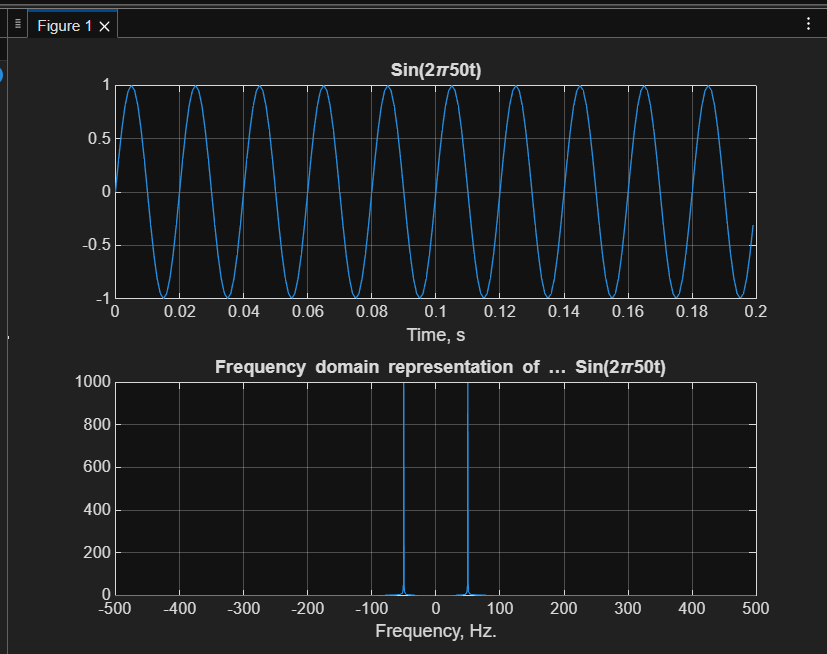 Figure 1
Sin(2π50t)
1
0.5
0
-0.5
-1
0 0.02 0.04 0.06 0.08 0.1 0.12 0.14 0.16 0.18 0.2
Time, s
Frequency domain representation of ... Sin(2π50t)
1000
800
600
400
200
0
-500 -400 -300 -200 -100 0 100 200 300 400 500
Frequency, Hz.